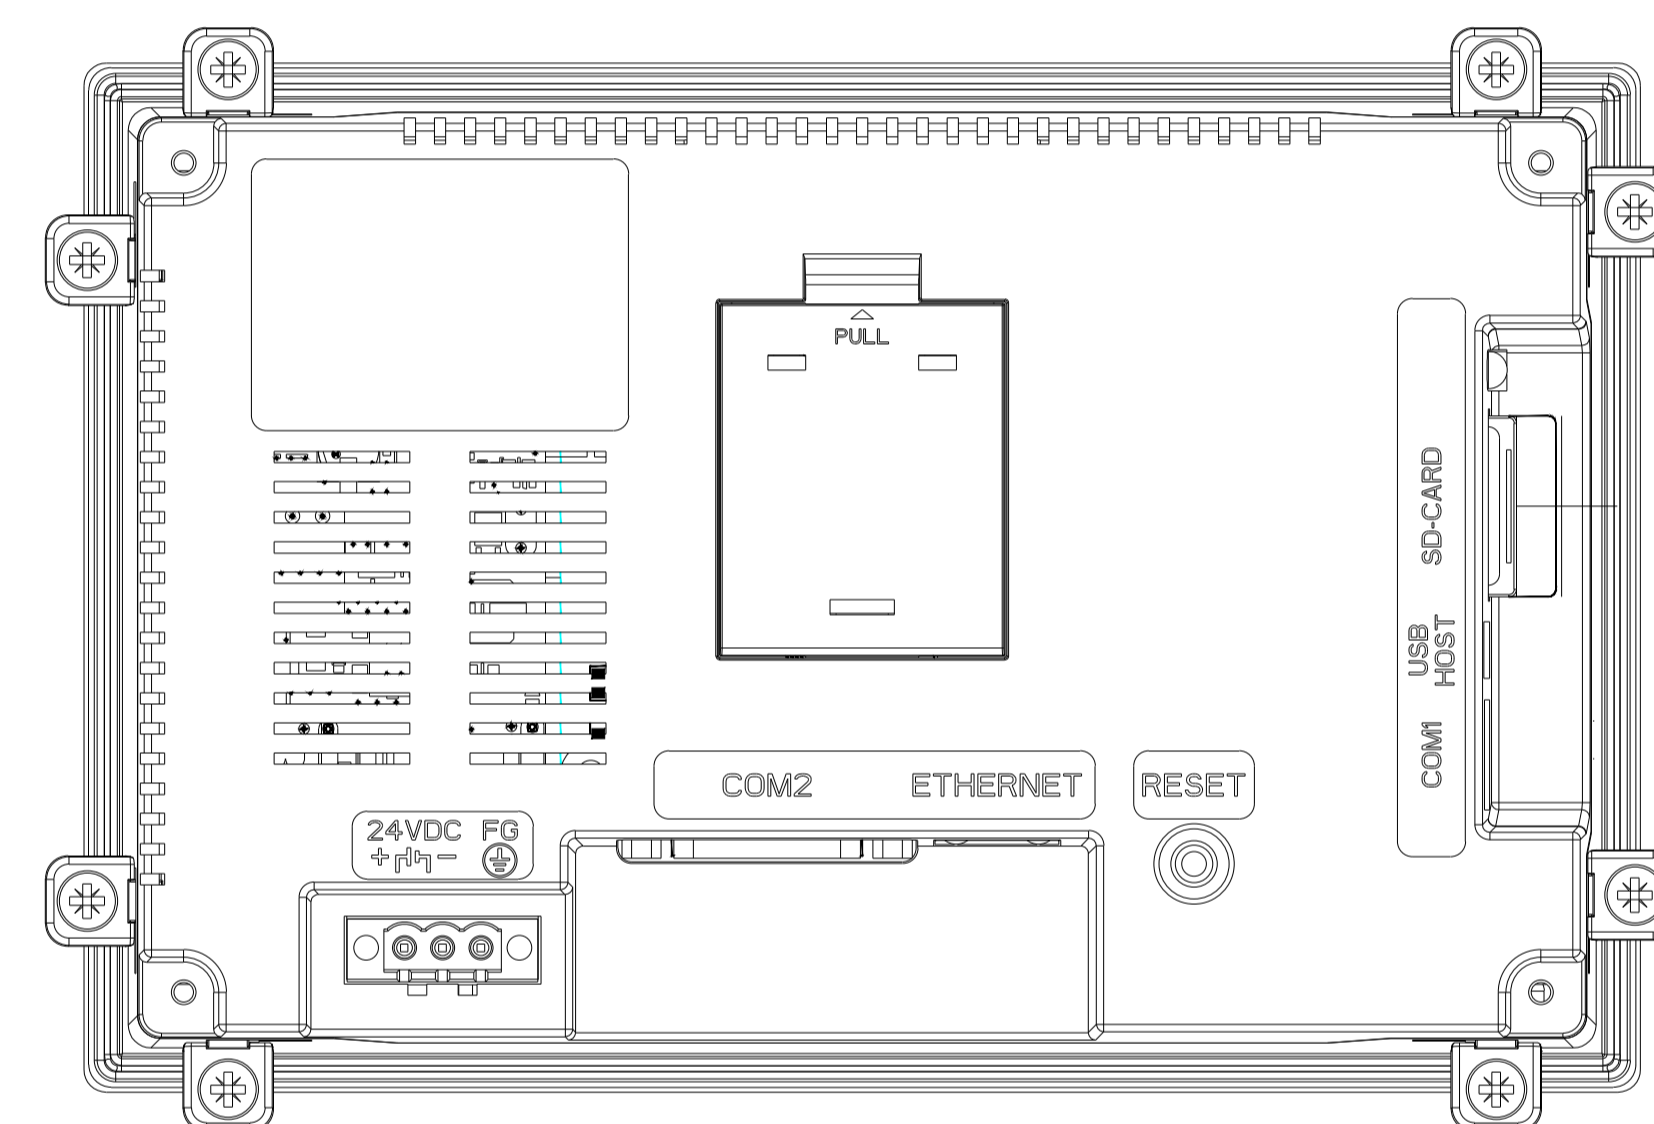 PULL
SD-CARD
USB
HOST
COM1
COM2 ETHERNET
RESET
24VDC FG
+ -